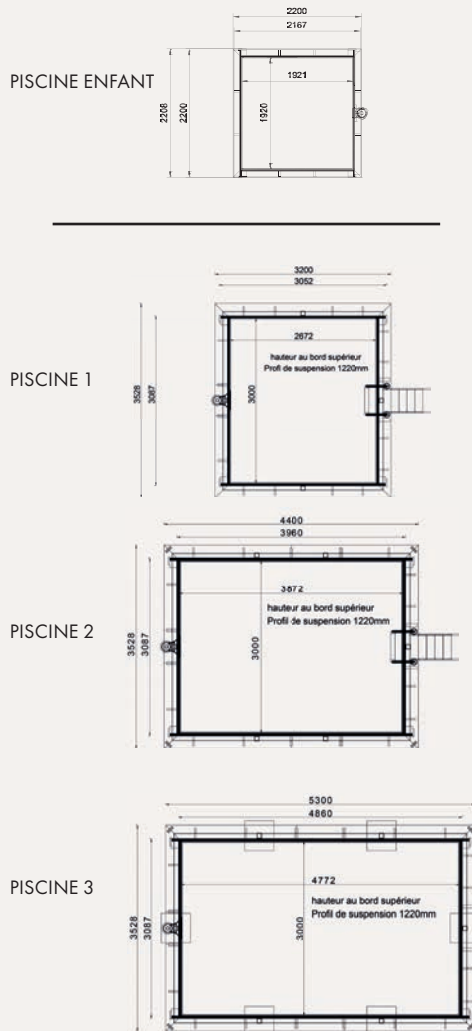 2200
2167
PISCINE ENFANT
1921
2208
2200
1920
3200
3052
2672
hauteur au bord supérieur
Profi de suspension 1220mm
PISCINE 1
3528
3087
3000
4400
3960
3872
hauteur au bord supérieur
Profil de suspension 1220mm
PISCINE 2
3528
3087
3000
5300
4860
4772
PISCINE 3
hauteur au bord supérieur
Profil de suspension 1220mm
3528
3087
3000